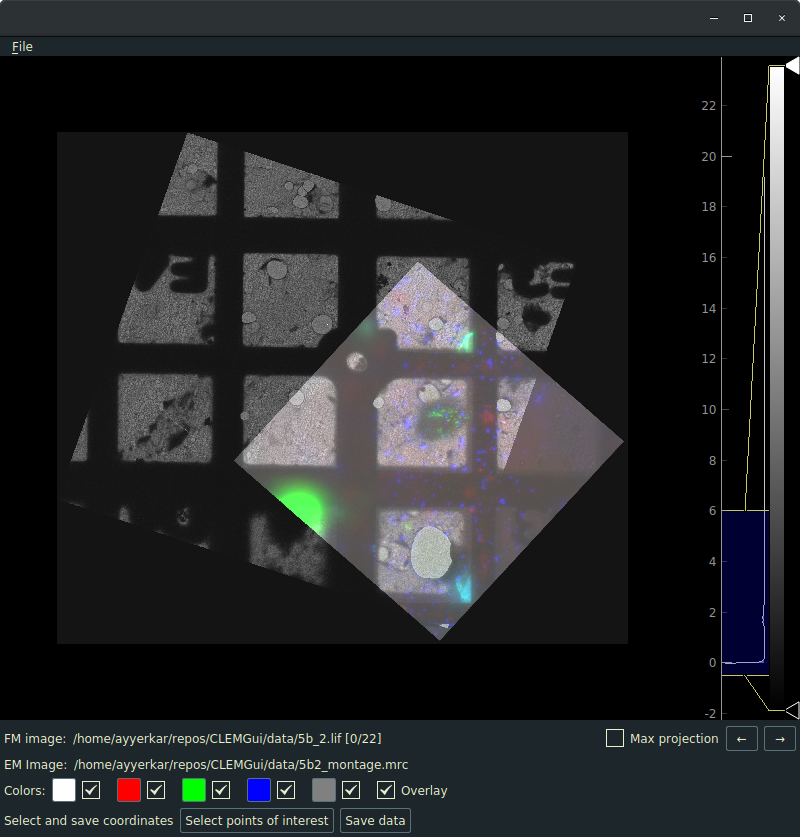 File
22
20
18
16
14
12
10
8
6
4
2
0
-2
FM image: /home/ayyerkar/repos/CLEMGui/data/5b_2.lif [0/22]
Max projection ← →
EM Image: /home/ayyerkar/repos/CLEMGui/data/5b2_montage.mrc
Colors: Overlay
Select and save coordinates Select points of interest Save data